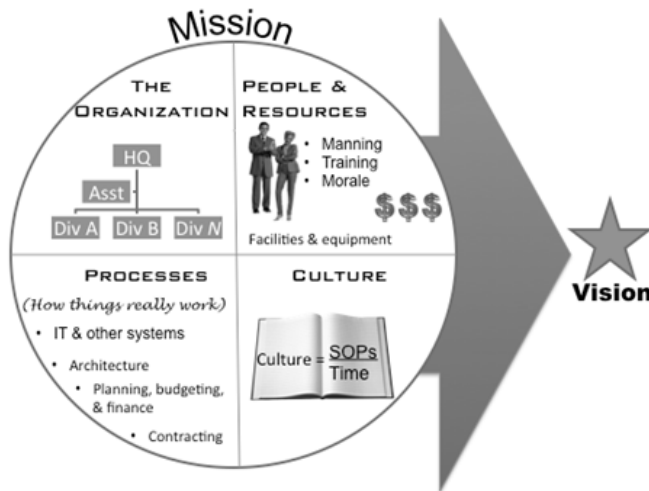 Mission
THE
ORGANIZATION
HQ
Asst
Div A
Div B
Div N
PEOPLE &
RESOURCES
• Manning
• Training
• Morale
$ $ $
Facilities & equipment
PROCESSES
(How things really work)
• IT & other systems
• Architecture
• Planning, budgeting,
& finance
• Contracting
CULTURE
Culture = SOPs
Time
Vision